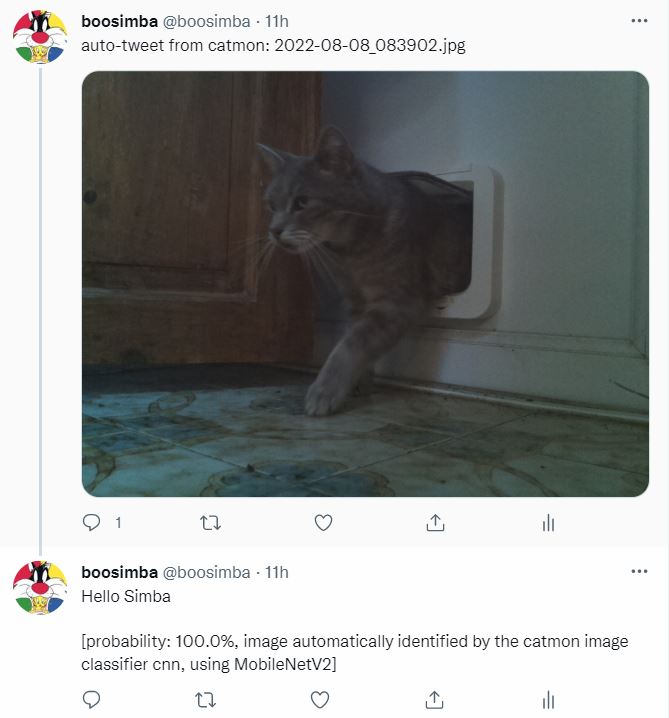 boosimba @boosimba · 11h
auto-tweet from catmon: 2022-08-08_083902.jpg
1
boosimba @boosimba · 11h
Hello Simba
[probability: 100.0%, image automatically identified by the catmon image
classifier cnn, using MobileNetV2]